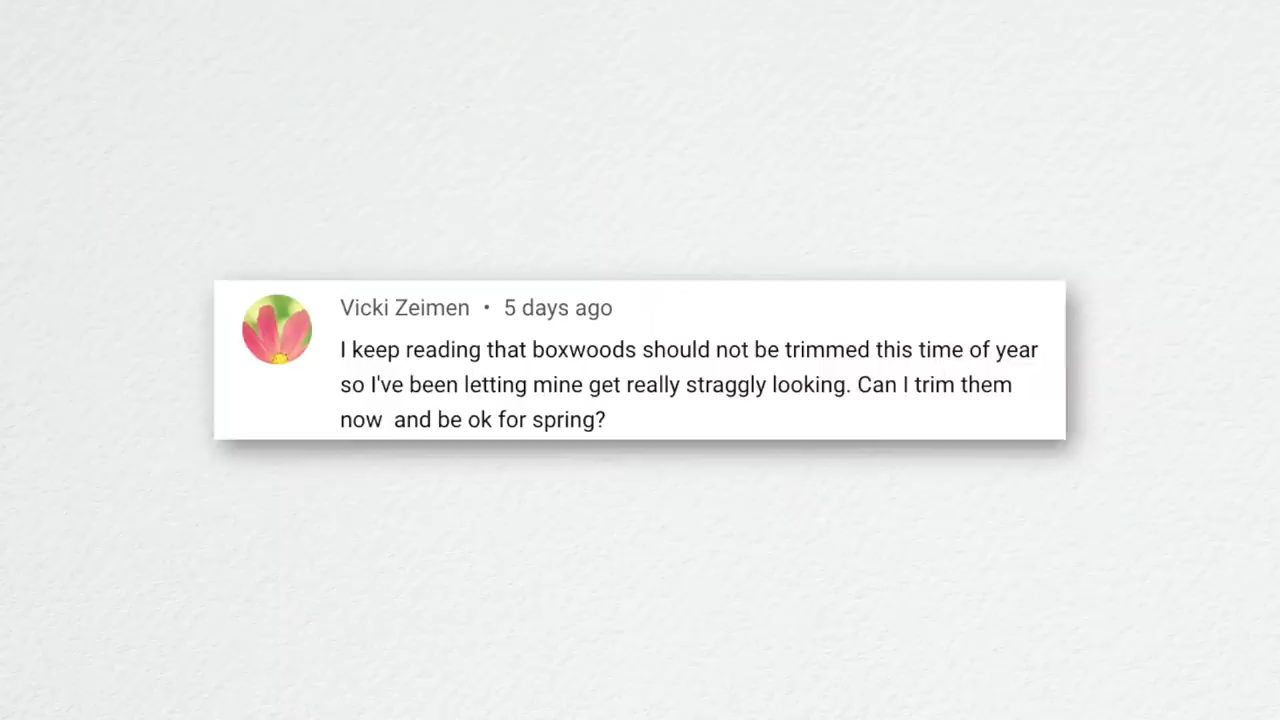 Vicki Zeimen • 5 days ago
I keep reading that boxwoods should not be trimmed this time of year
so I've been letting mine get really straggly looking. Can I trim them
now  and be ok for spring?